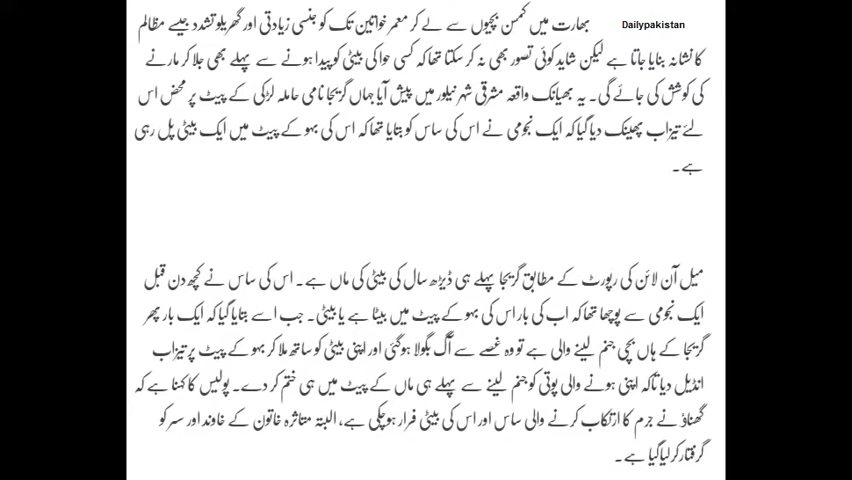 Dailypakistan
بھارت میں کمسن بچیوں سے لے کر معمر خواتین تک کو جنسی زیادتی اور گھریلو تشدد جیسے مظالم
کا نشانہ بنایا جاتا ہے لیکن شاید کوئی تصور بھی نہ کر سکتا تھا کہ کسی حوا کی بیٹی کو پیدا ہونے سے پہلے بھی جلا کر مارنے
کی کوشش کی جائے گی۔ یہ بھیانک واقعہ مشرقی شہر نیلور میں پیش آیا جہاں گریجا نامی حاملہ لڑکی کے پیٹ پر محض اس
لئے تیزاب پھینک دیا گیا کہ ایک نجومی نے اس کی ساس کو بتایا تھا کہ اس کی بہو کے پیٹ میں ایک بیٹی پل رہی
ہے۔
میل آن لائن کی رپورٹ کے مطابق گریجا پہلے ہی ڈیڑھ سال کی بیٹی کی ماں ہے۔ اس کی ساس نے کچھ دن قبل
ایک نجومی سے پوچھا تھا کہ اب کی بار اس کی بہو کے پیٹ میں بیٹا ہے یا بیٹی۔ جب اسے بتایا گیا کہ ایک بار پھر
گریجا کے ہاں بچی جنم لینے والی ہے تو وہ غصے سے آگ بگولا ہو گئی اور اپنی بیٹی کو ساتھ ملا کر بہو کے پیٹ پر تیزاب
انڈیل دیا تاکہ اپنی ہونے والی پوتی کو جنم لینے سے پہلے ہی ماں کے پیٹ میں ہی ختم کر دے۔ پولیس کا کہنا ہے کہ
گھناؤنے جرم کا ارتکاب کرنے والی ساس اور اس کی بیٹی فرار ہو چکی ہے، البتہ متاثرہ خاتون کے خاوند اور سسر کو
گرفتار کر لیا گیا ہے۔